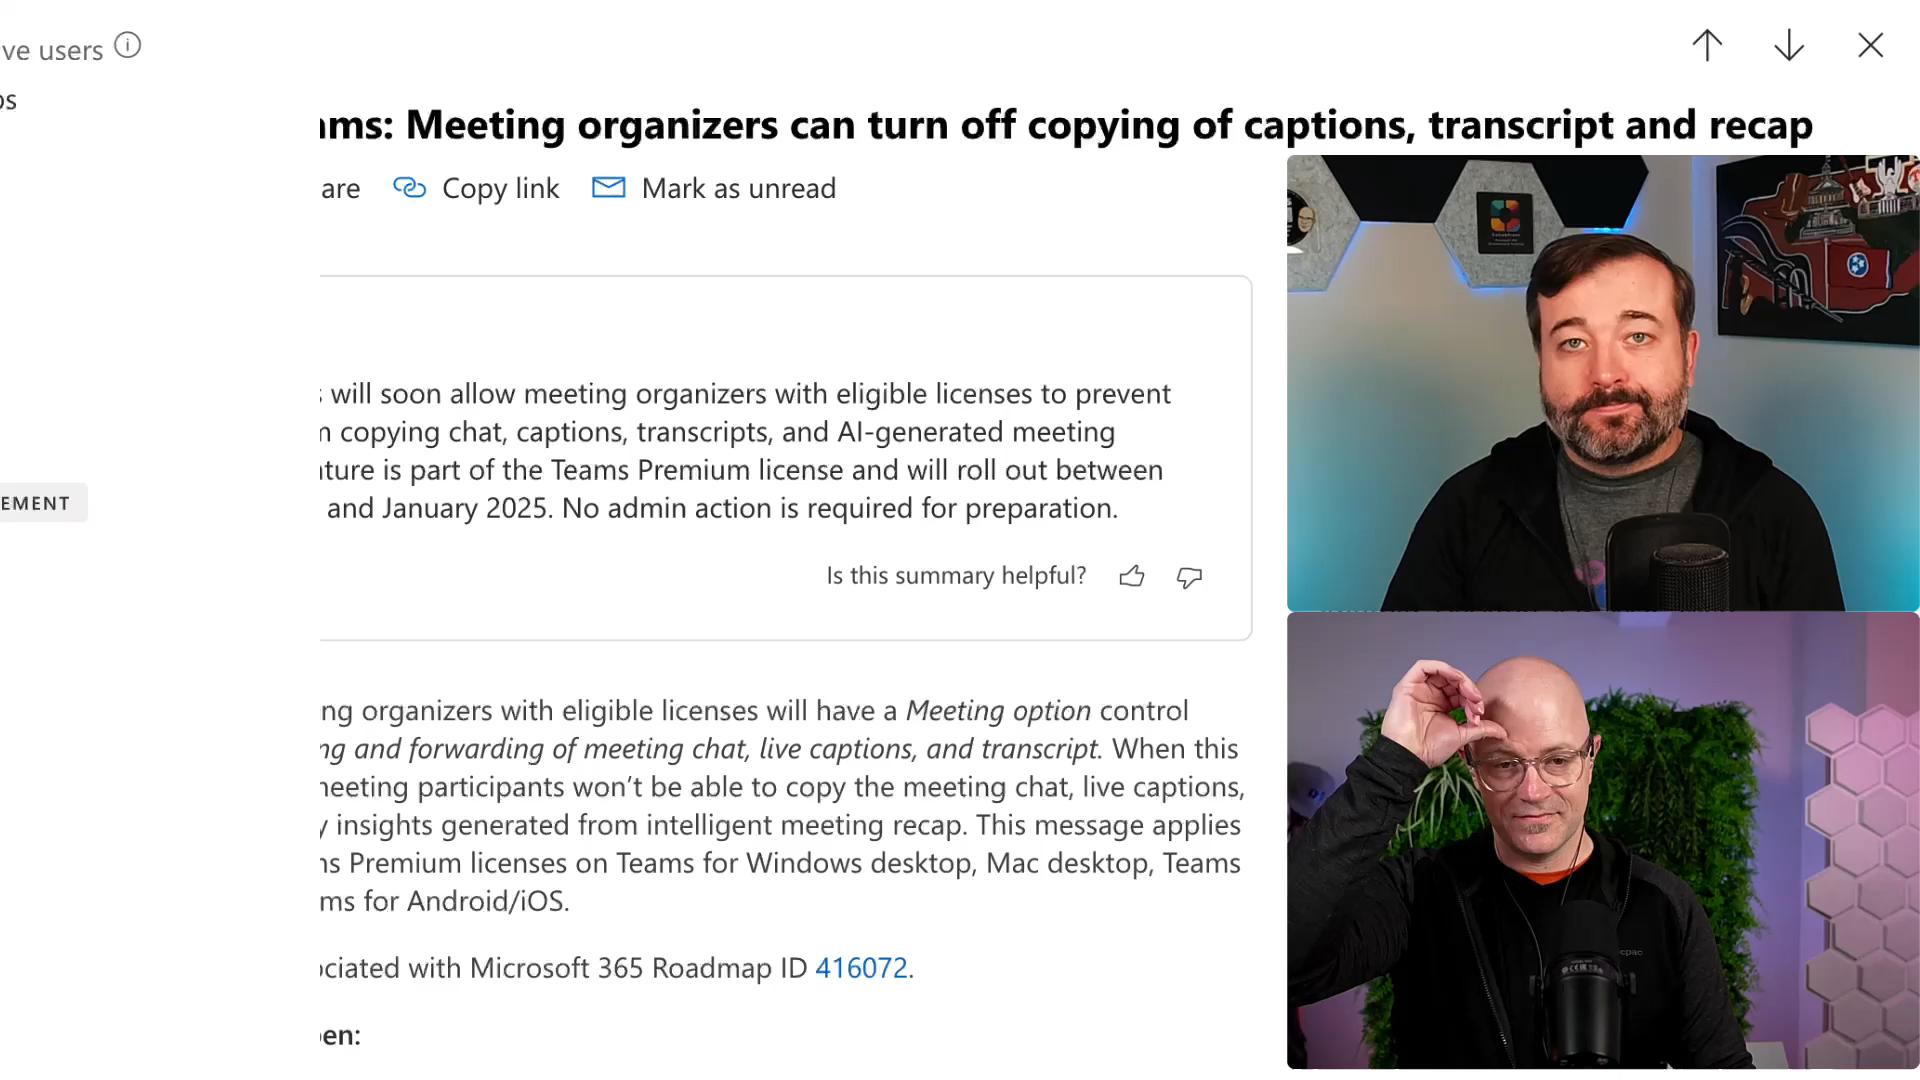 ve users
os
ams: Meeting organizers can turn off copying of captions, transcript and recap
are Copy link Mark as unread
will soon allow meeting organizers with eligible licenses to prevent
n copying chat, captions, transcripts, and AI-generated meeting
ature is part of the Teams Premium license and will roll out between
and January 2025. No admin action is required for preparation.
EMENT
Is this summary helpful?
ng organizers with eligible licenses will have a Meeting option control
ng and forwarding of meeting chat, live captions, and transcript. When this
meeting participants won’t be able to copy the meeting chat, live captions,
y insights generated from intelligent meeting recap. This message applies
ms Premium licenses on Teams for Windows desktop, Mac desktop, Teams
ms for Android/iOS.
ociated with Microsoft 365 Roadmap ID 416072.
en: